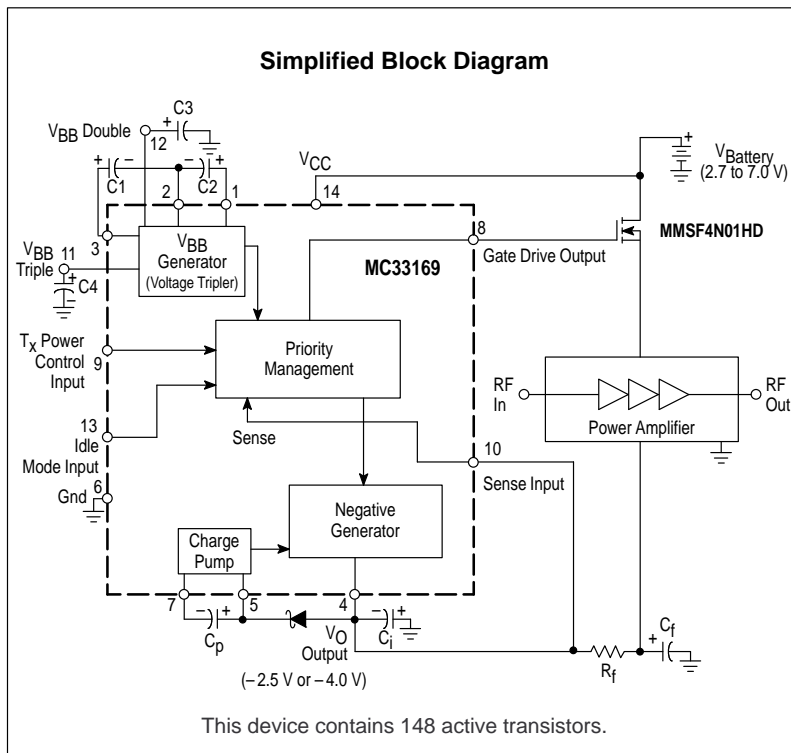 Simplified Block Diagram
C3
+
VBB Double
12
+ − − +
C1 C2
2 1
VCC
14
+
VBattery
(2.7 to 7.0 V)
3
VBB
Generator
(Voltage Tripler)
8
MMSF4N01HD
VBB
Triple
11
MC33169
Gate Drive Output
+
C4
−
Tx Power
Control
Input
9
Priority
Management
RF
In
RF
Out
Power Amplifier
13
Idle
Mode Input
Sense
10
Sense Input
6
Gnd
Negative
Generator
Charge
Pump
7 5 4
− +
Cp
− +
Ci
VO
Output
(−2.5 V or −4.0 V)
Rf
+
Cf
This device contains 148 active transistors.